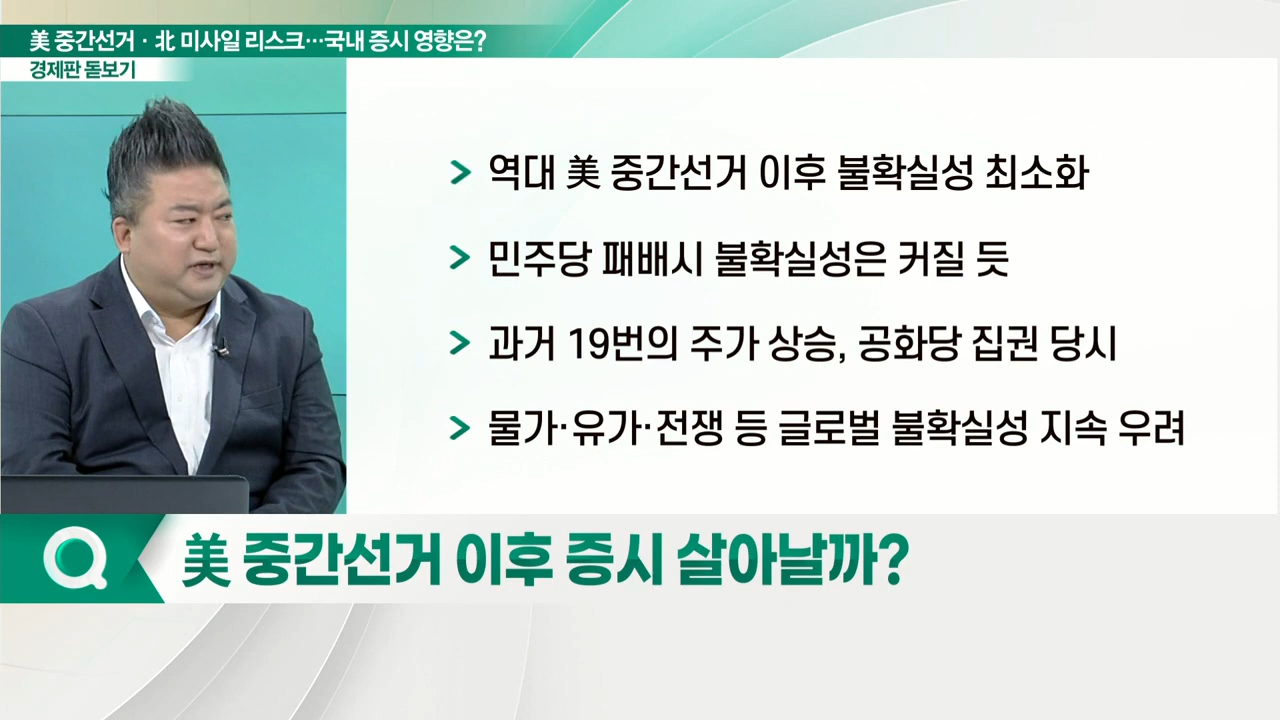 美 중간선거 · 北 미사일 리스크…국내 증시 영향은?
경제판 돋보기
> 역대 美 중간선거 이후 불확실성 최소화
> 민주당 패배시 불확실성은 커질 듯
> 과거 19번의 주가 상승, 공화당 집권 당시
> 물가·유가·전쟁 등 글로벌 불확실성 지속 우려
Q 美 중간선거 이후 증시 살아날까?